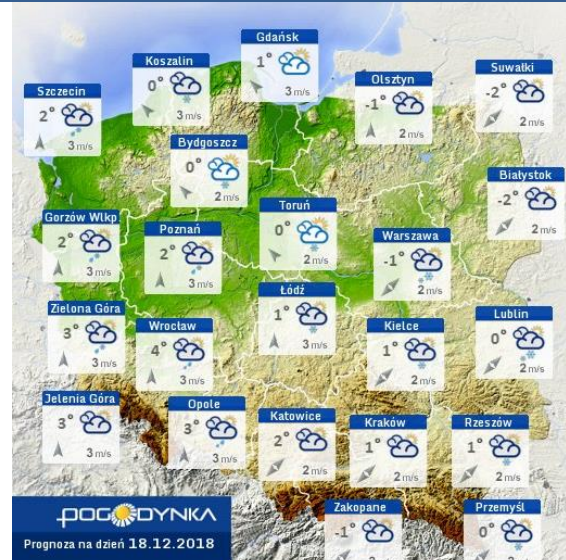 Gdańsk
1°
3 m/s
Koszalin
0°
3 m/s
Suwałki
-2°
2 m/s
Olsztyn
-1°
2 m/s
Szczecin
2°
3 m/s
Bydgoszcz
0°
2 m/s
Białystok
-2°
2 m/s
Toruń
0°
2 m/s
Gorzów Wlkp.
2°
3 m/s
Poznań
2°
3 m/s
Warszawa
-1°
2 m/s
Łódź
1°
3 m/s
Zielona Góra
3°
3 m/s
Wrocław
4°
3 m/s
Kielce
1°
2 m/s
Lublin
0°
2 m/s
Jelenia Góra
3°
3 m/s
Opole
3°
3 m/s
Katowice
2°
2 m/s
Kraków
1°
2 m/s
Rzeszów
1°
2 m/s
Zakopane
-1°
Przemyśl
0°
POGODYNKA
Prognoza na dzień 18.12.2018